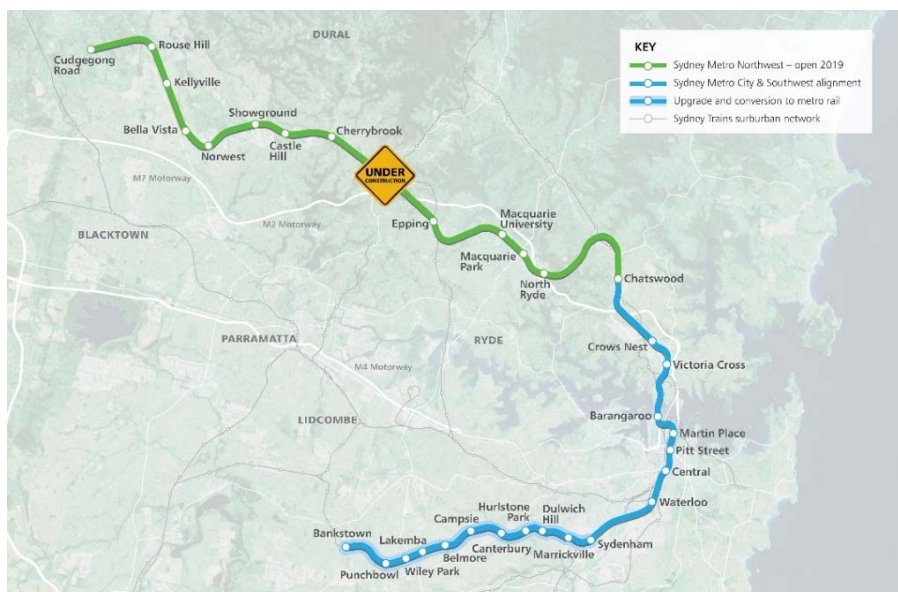 DURAL
KEY
Sydney Metro Northwest – open 2019
Sydney Metro City & Southwest alignment
Upgrade and conversion to metro rail
Sydney Trains surburban network
Cudgegong
Road
Rouse Hill
Kellyville
Bella Vista
Norwest
Showground
Castle
Hill
Cherrybrook
UNDER
CONSTRUCTION
M7 Motorway
M2 Motorway
BLACKTOWN
Epping
Macquarie
University
Macquarie
Park
North
Ryde
Chatswood
PARRAMATTA
RYDE
M4 Motorway
Crows Nest
Victoria Cross
LIDCOMBE
Barangaroo
Martin Place
Pitt Street
Central
Waterloo
Bankstown
Punchbowl
Lakemba
Wiley Park
Campsie
Belmore
Hurlstone
Park
Canterbury
Dulwich
Hill
Marrickville
Sydenham